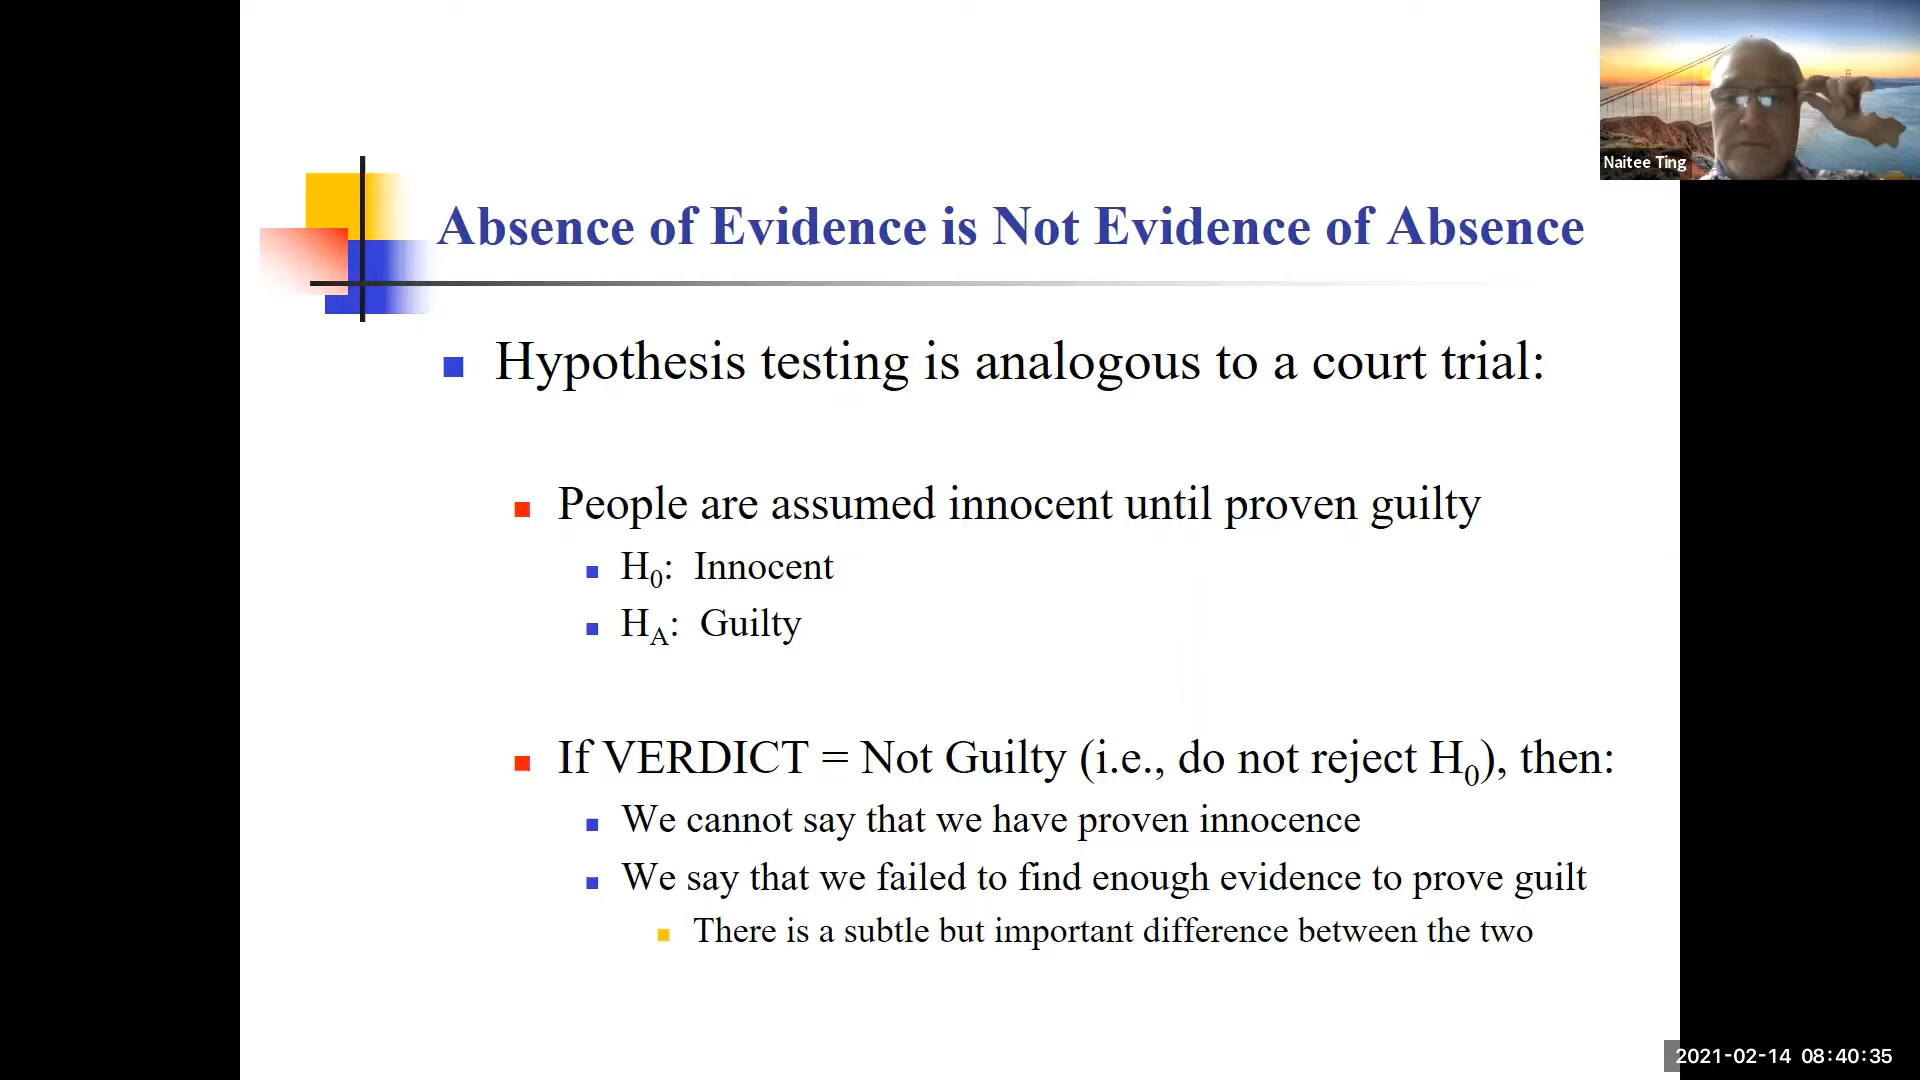 Naitee Ting
Absence of Evidence is Not Evidence of Absence
Hypothesis testing is analogous to a court trial:
People are assumed innocent until proven guilty
H₀: Innocent
Hₐ: Guilty
If VERDICT = Not Guilty (i.e., do not reject H₀), then:
We cannot say that we have proven innocence
We say that we failed to find enough evidence to prove guilt
There is a subtle but important difference between the two
2021-02-14 08:40:35